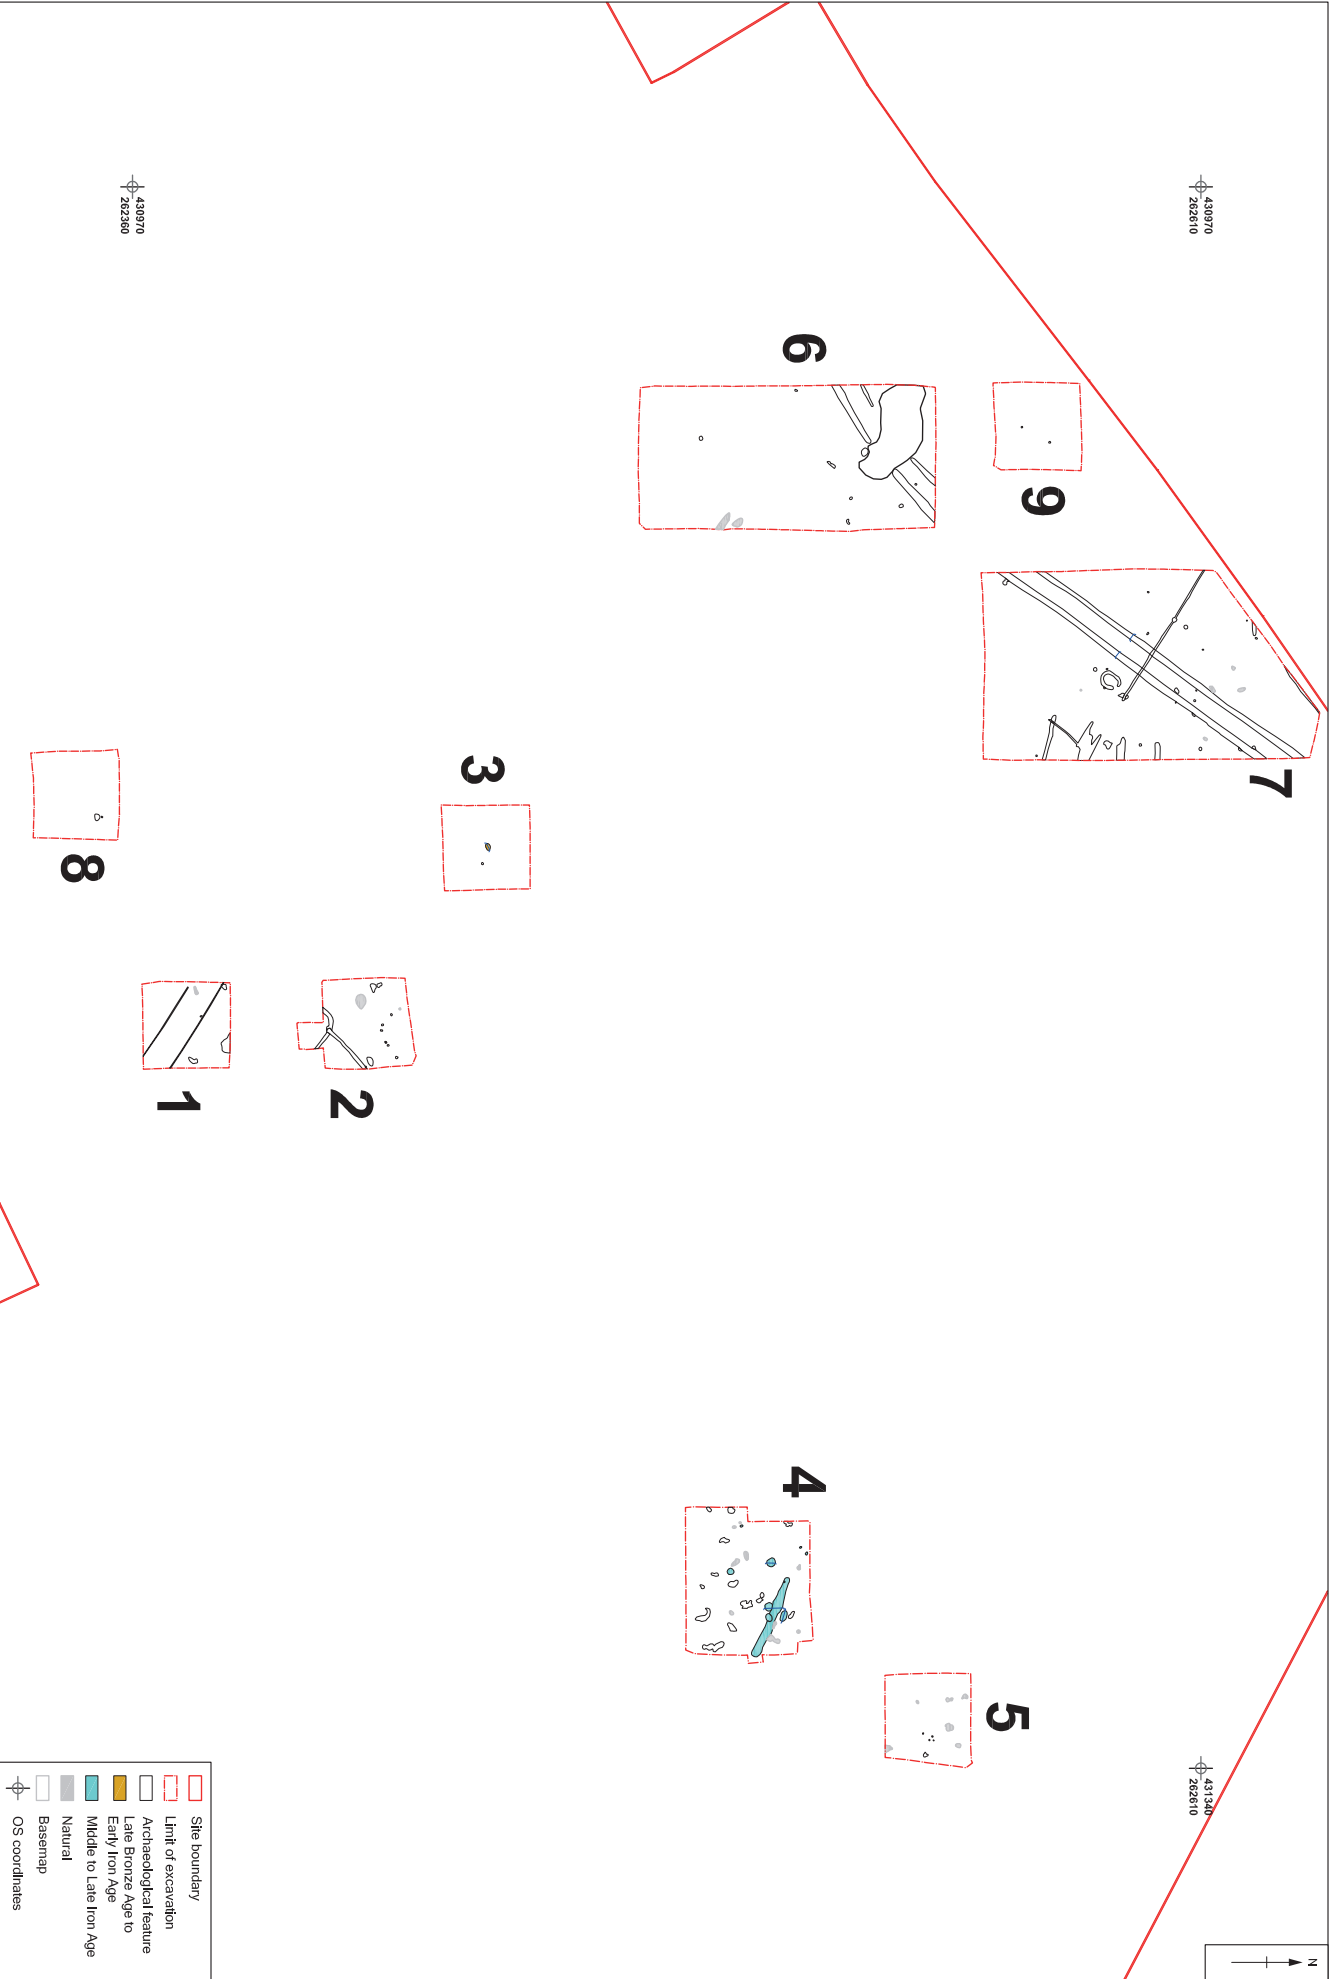 N
430970
262610
431340
262610
7
9
5
6
4
3
2
1
8
430970
262360
Site boundary
Limit of excavation
Archaeological feature
Late Bronze Age to
Early Iron Age
Middle to Late Iron Age
Natural
Basemap
OS coordinates